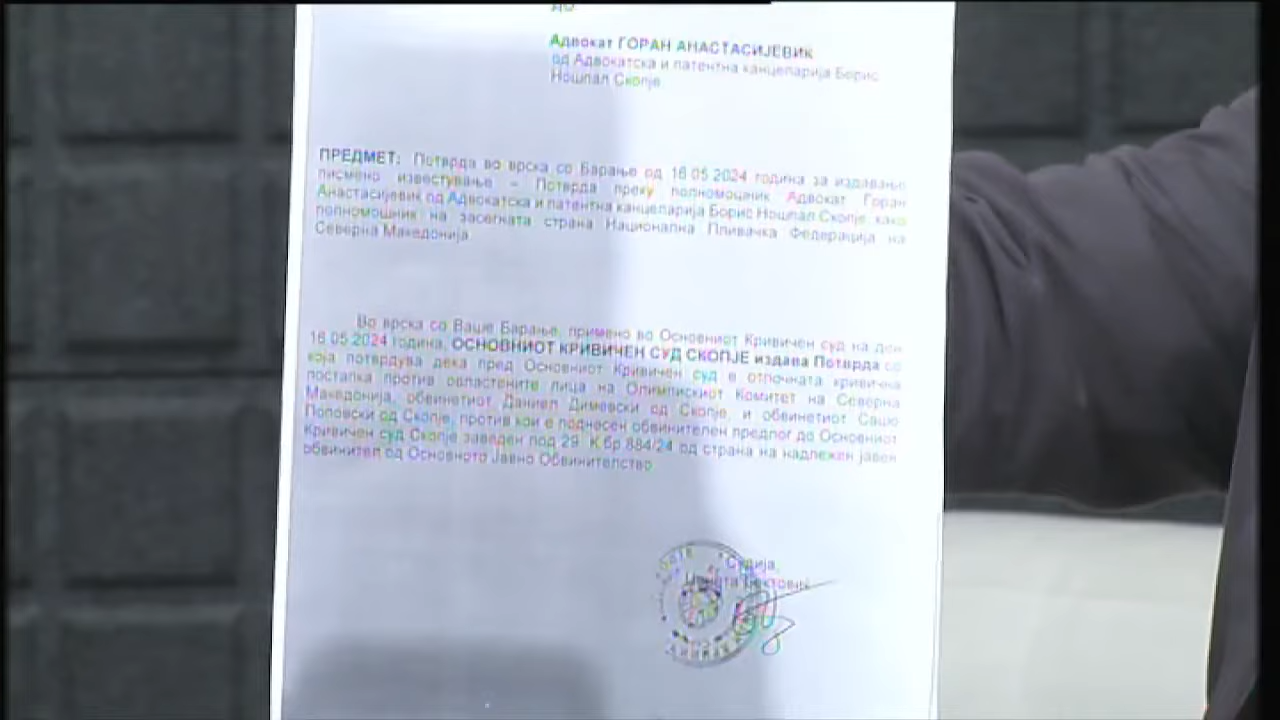 ДО
Адвокат ГОРАН АНАСТАСИЈЕВИК
од Адвокатска и патентна канцеларија Борис
Ношпал Скопје
ПРЕДМЕТ: Потврда во врска со Барање од 16 05 2024 година за издавање
писмено известување – Потврда преку полномошник Адвокат Горан
Анастасијевик од Адвокатска и патентна канцеларија Борис Ношпал Скопје, како
полномошник на засегната страна Национална Пливачка Федерација на
Северна Македонија
Во врска со Ваше Барање, примено во Основниот Кривичен суд на ден
16 05 2024 година, ОСНОВНИОТ КРИВИЧЕН СУД СКОПЈЕ издава Потврда со
која потврдува дека пред Основниот Кривичен суд е отпочната кривична
постапка против овластените лица на Олимпискиот Комитет на Северна
Македонија, обвинетиот Даниел Димевски од Скопје, и обвинетиот Сашо
Поповски од Скопје, против кои е поднесен обвинителен предлог до Основниот
Кривичен суд Скопје заведен под 29 К бр 884/24 од страна на надлежен јавен
обвинител од Основното Јавно Обвинителство
Судија,